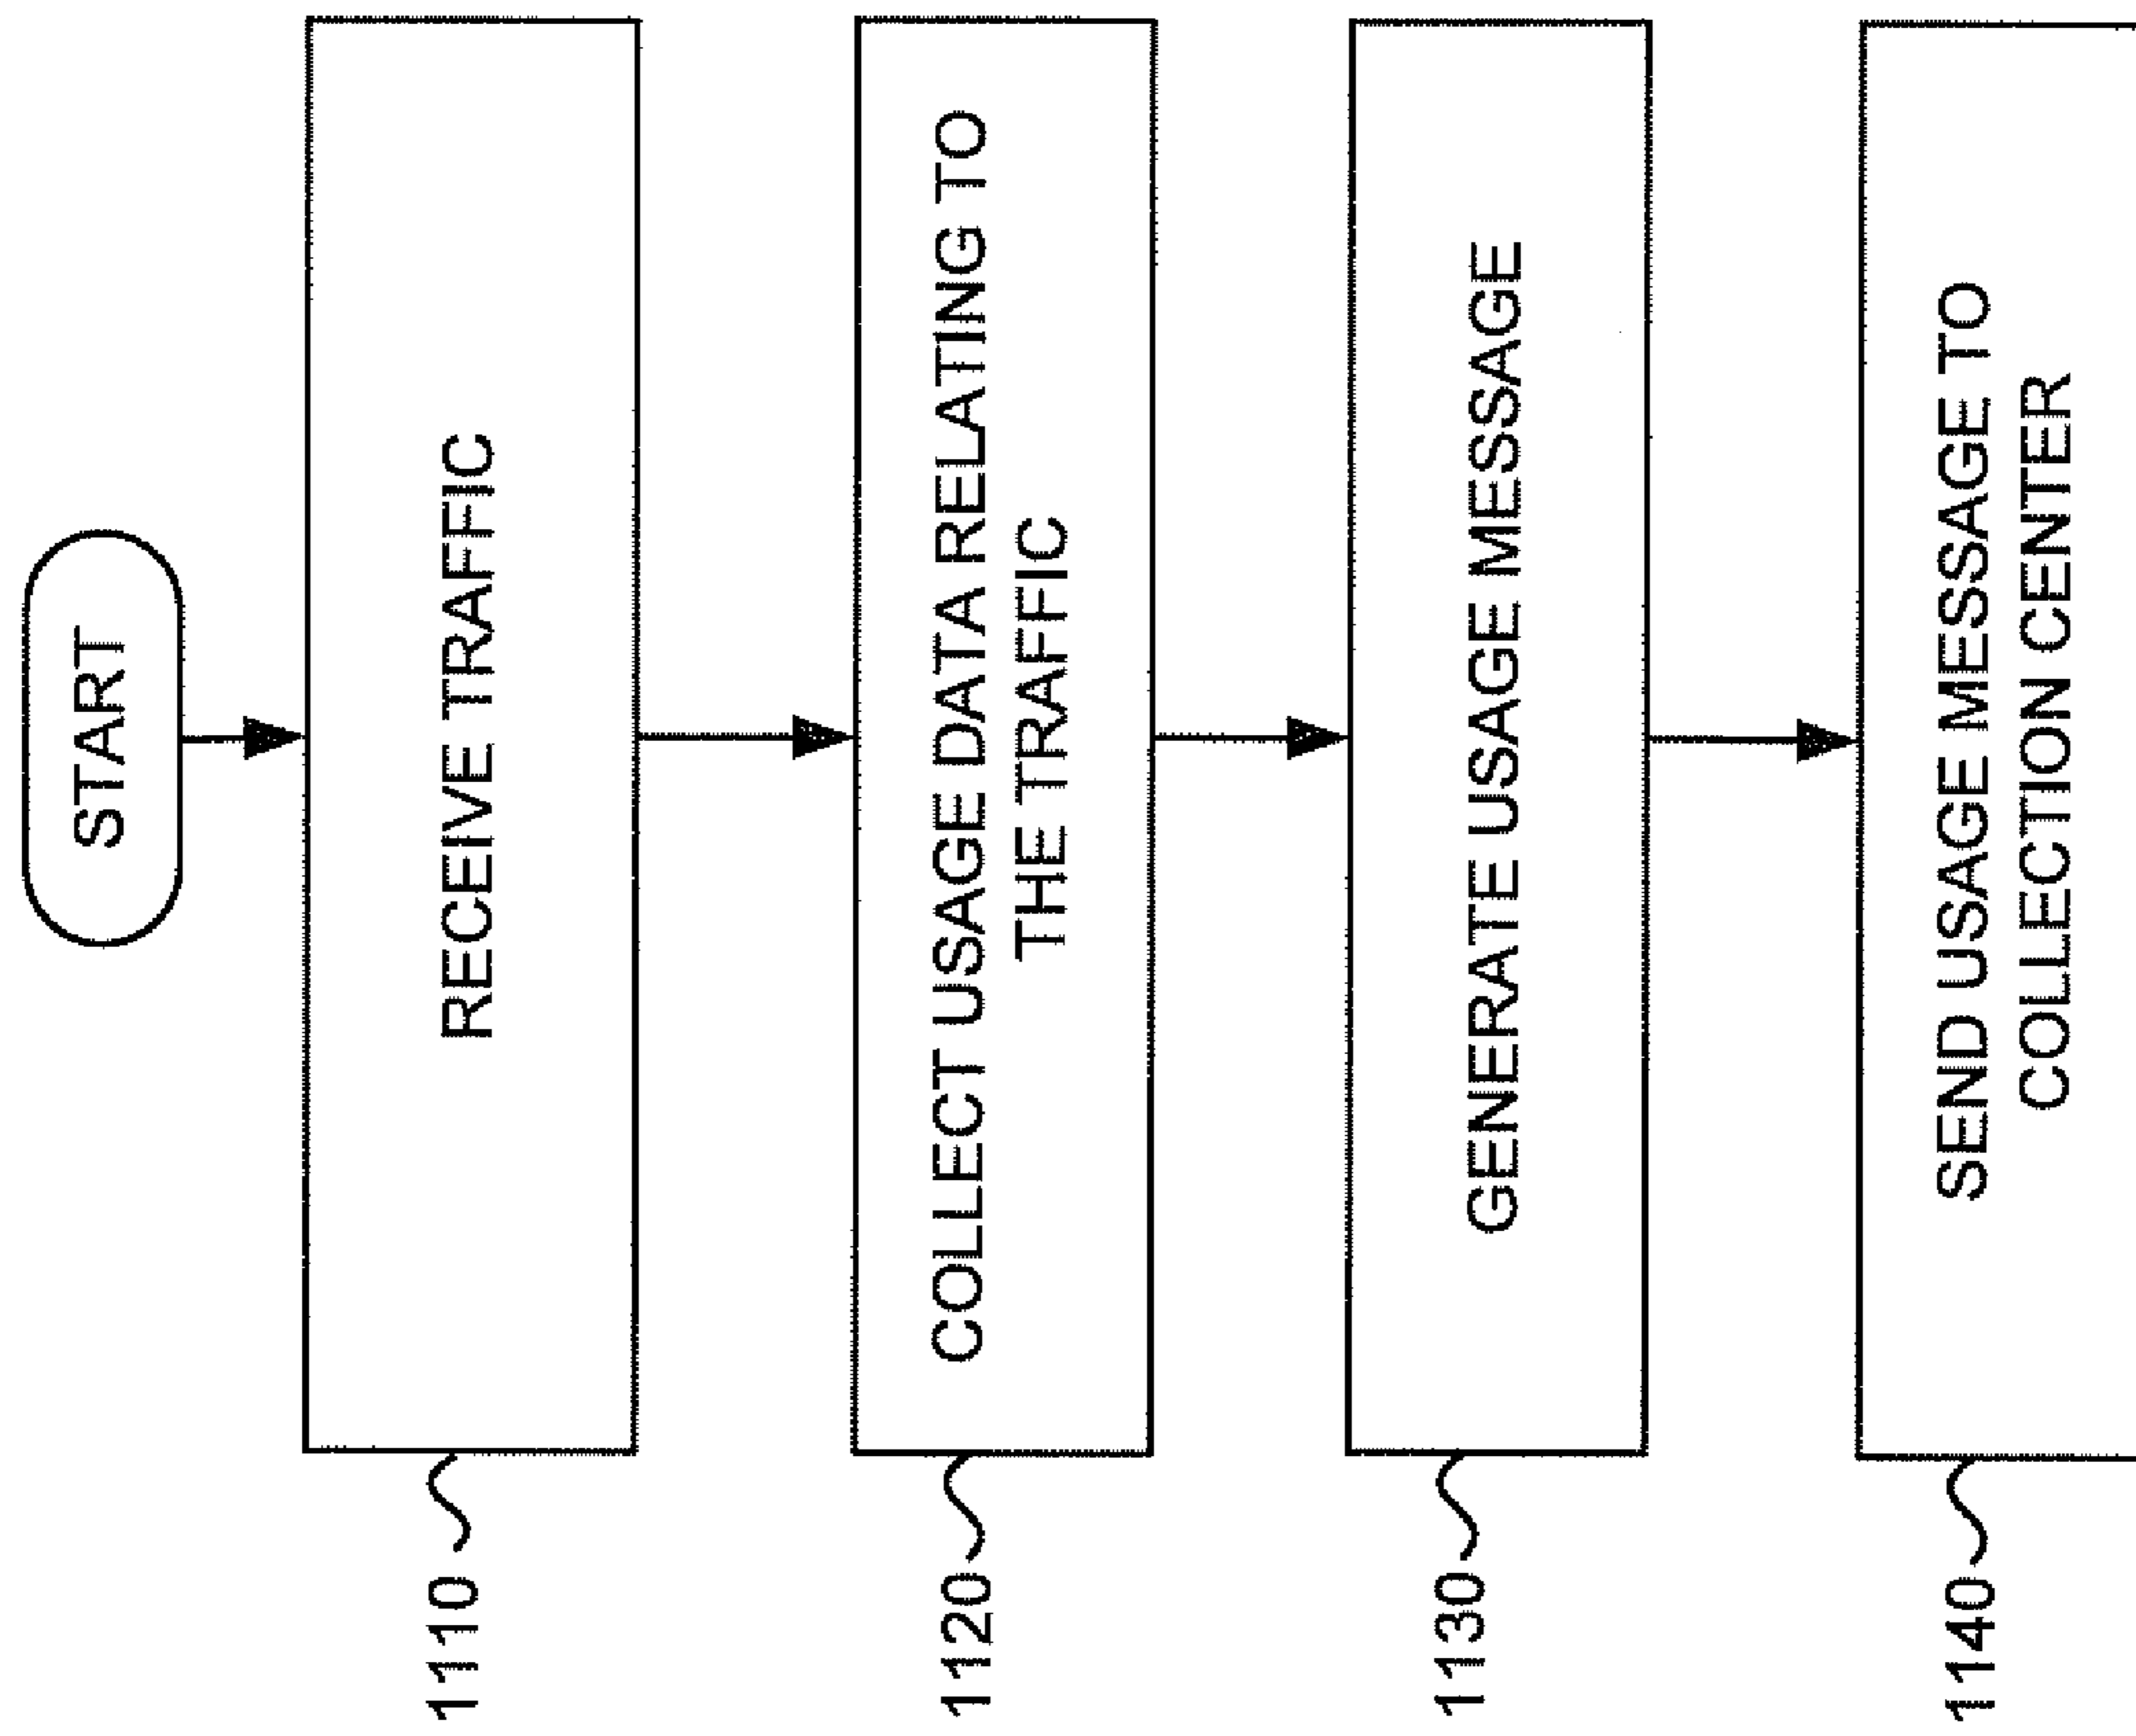 START
1110
RECEIVE TRAFFIC
1120
COLLECT USAGE DATA RELATING TO
THE TRAFFIC
1130
GENERATE USAGE MESSAGE
1140
SEND USAGE MESSAGE TO
COLLECTION CENTER